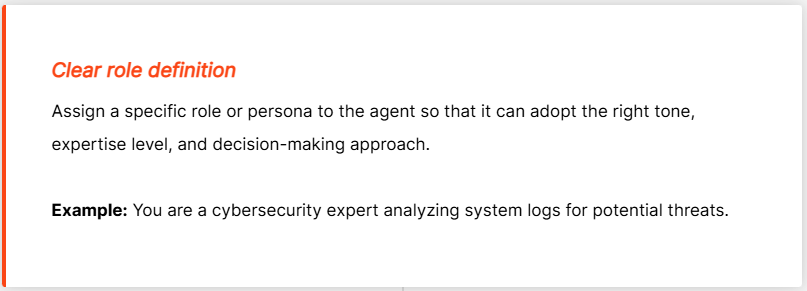 Clear role definition
Assign a specific role or persona to the agent so that it can adopt the right tone,
expertise level, and decision-making approach.
Example: You are a cybersecurity expert analyzing system logs for potential threats.